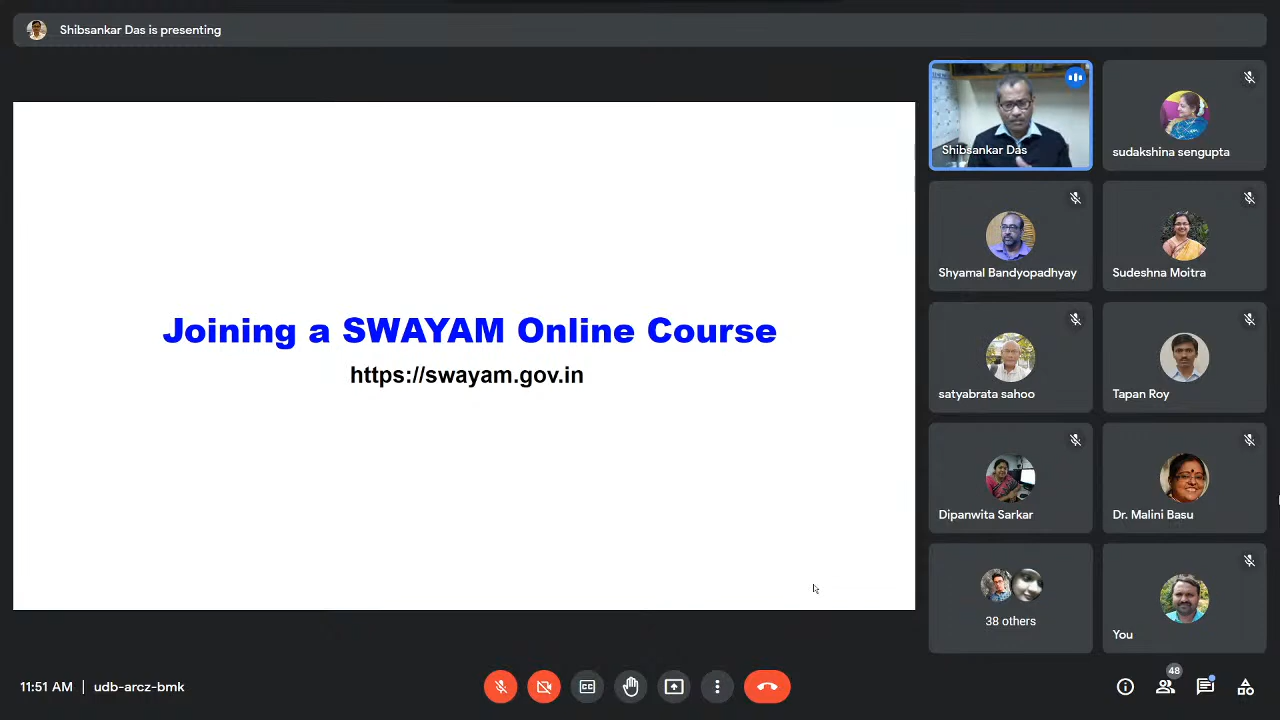 Shibsankar Das is presenting
Joining a SWAYAM Online Course
https://swayam.gov.in
Shibsankar Das
sudakshina sengupta
Shyamal Bandyopadhyay
Sudeshna Moitra
satyabrata sahoo
Tapan Roy
Dipanwita Sarkar
Dr. Malini Basu
38 others
You
11:51 AM | udb-arcz-bmk
CC
48